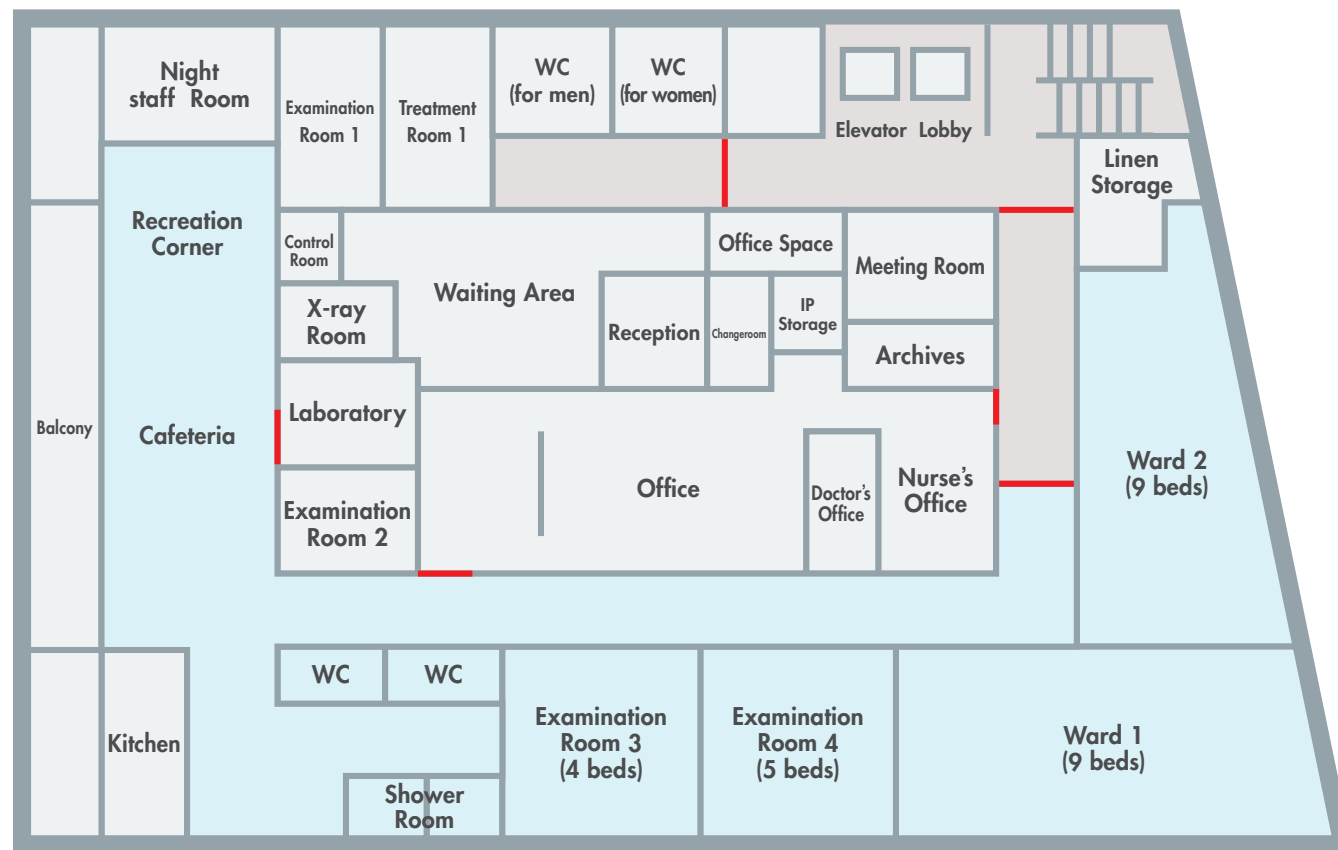 Night
staff Room
Examination
Room 1
Treatment
Room 1
WC
(for men)
WC
(for women)
Elevator Lobby
Linen
Storage
Recreation
Corner
Control
Room
Waiting Area
Office Space
Meeting Room
X-ray
Room
Reception
Changeroom
IP
Storage
Archives
Balcony
Cafeteria
Laboratory
Examination
Room 2
Office
Doctor's
Office
Nurse's
Office
Ward 2
(9 beds)
WC
WC
Kitchen
Shower
Room
Examination
Room 3
(4 beds)
Examination
Room 4
(5 beds)
Ward 1
(9 beds)